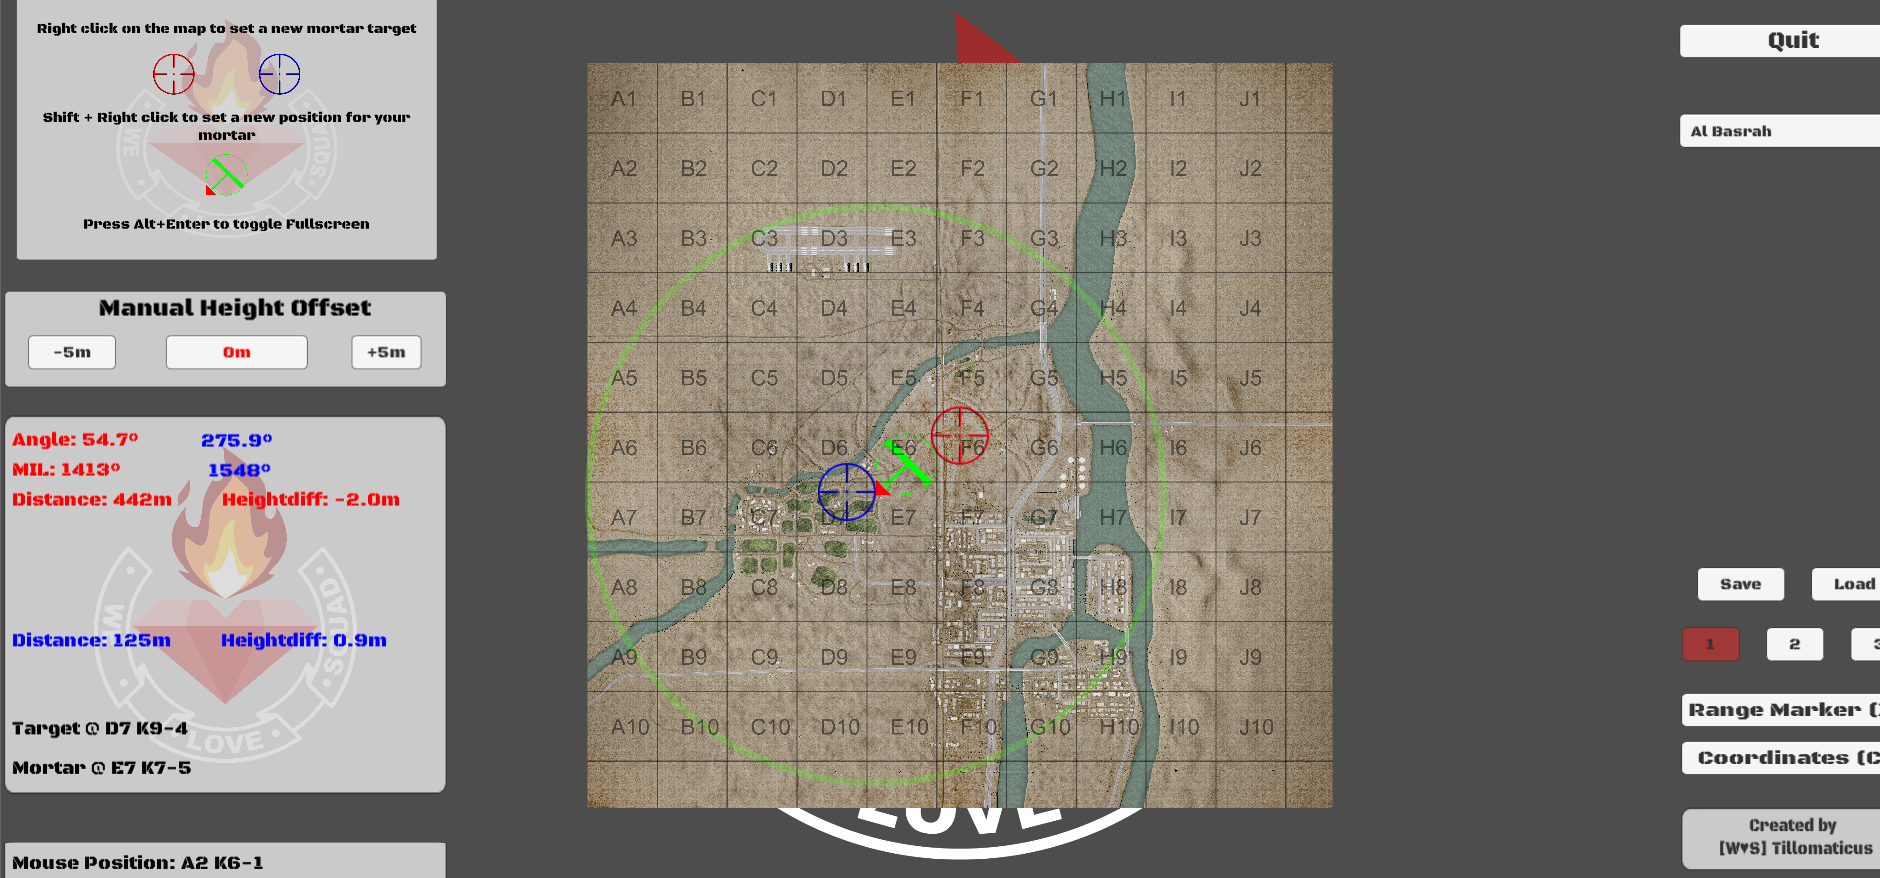 Right click on the map to set a new mortar target
Shift + Right click to set a new position for your
mortar
Press Alt+Enter to toggle Fullscreen
WE
SQUAD
Manual Height Offset
-5m 0m +5m
Angle: 54.7° 275.9°
MIL: 1413° 1548°
Distance: 442m Heightdiff: -2.0m
Distance: 125m Heightdiff: 0.9m
SQUAD
LOVE
Target @ D7 K9-4
Mortar @ E7 K7-5
Mouse Position: A2 K6-1
A1 B1 C1 D1 E1 F1 G1 H1 I1 J1
A2 B2 C2 D2 E2 F2 G2 H2 I2 J2
A3 B3 C3 D3 E3 F3 G3 H3 I3 J3
A4 B4 C4 D4 E4 F4 G4 H4 I4 J4
A5 B5 C5 D5 E5 F5 G5 H5 I5 J5
A6 B6 C6 D6 E6 F6 G6 H6 I6 J6
A7 B7 C7 D7 E7 F7 G7 H7 I7 J7
A8 B8 C8 D8 E8 F8 G8 H8 I8 J8
A9 B9 C9 D9 E9 F9 G9 H9 I9 J9
A10 B10 C10 D10 E10 F10 G10 H10 I10 J10
LOVE
Quit
Al Basrah
Save Load
1 2 3
Range Marker (
Coordinates (C
Created by
[W♥S] Tillomaticus